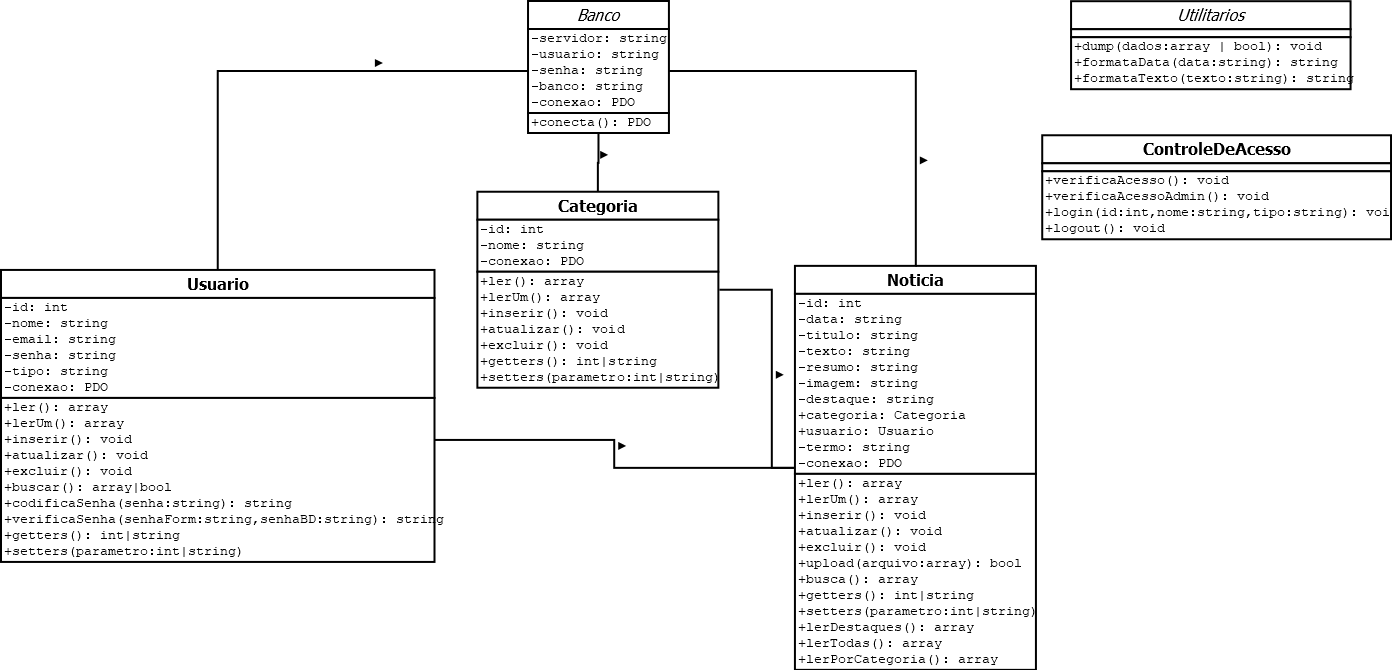 Banco
-servidor: string
-usuario: string
-senha: string
-banco: string
-conexao: PDO
+conecta(): PDO
Utilitarios
+dump(dados:array | bool): void
+formataData(data:string): string
+formataTexto(texto:string): string
ControleDeAcesso
+verificaAcesso(): void
+verificaAcessoAdmin(): void
+login(id:int,nome:string,tipo:string): voi
+logout(): void
Categoria
-id: int
-nome: string
-conexao: PDO
+ler(): array
+lerUm(): array
+inserir(): void
+atualizar(): void
+excluir(): void
+getters(): int|string
+setters(parametro:int|string)
Usuario
-id: int
-nome: string
-email: string
-senha: string
-tipo: string
-conexao: PDO
+ler(): array
+lerUm(): array
+inserir(): void
+atualizar(): void
+excluir(): void
+buscar(): array|bool
+codificaSenha(senha:string): string
+verificaSenha(senhaForm:string,senhaBD:string): string
+getters(): int|string
+setters(parametro:int|string)
Noticia
-id: int
-data: string
-titulo: string
-texto: string
-resumo: string
-imagem: string
-destaque: string
+categoria: Categoria
+usuario: Usuario
-termo: string
-conexao: PDO
+ler(): array
+lerUm(): array
+inserir(): void
+atualizar(): void
+excluir(): void
+upload(arquivo:array): bool
+busca(): array
+getters(): int|string
+setters(parametro:int|string)
+lerDestaques(): array
+lerTodas(): array
+lerPorCategoria(): array